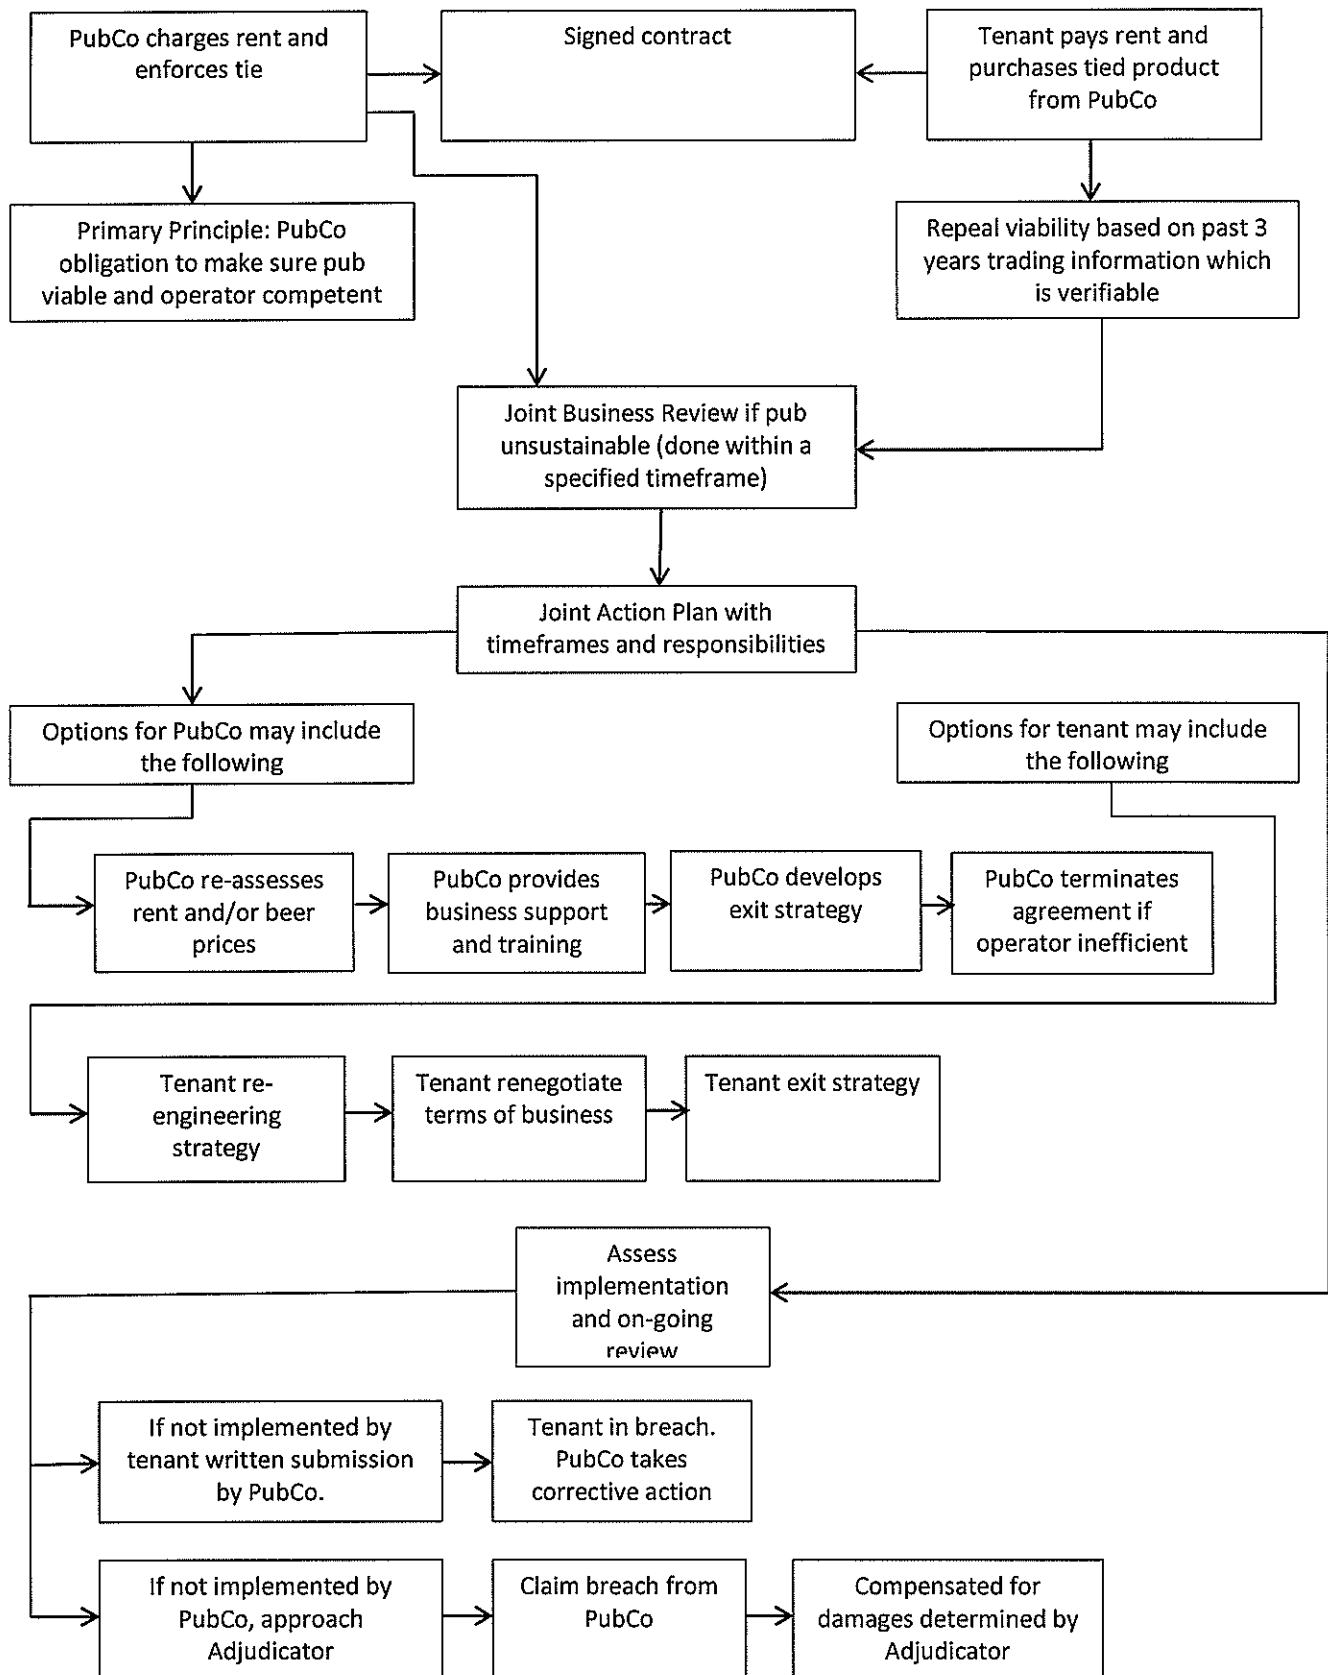 PubCo charges rent and
enforces tie
Signed contract
Tenant pays rent and
purchases tied product
from PubCo
Primary Principle: PubCo
obligation to make sure pub
viable and operator competent
Repeal viability based on past 3
years trading information which
is verifiable
Joint Business Review if pub
unsustainable (done within a
specified timeframe)
Joint Action Plan with
timeframes and responsibilities
Options for PubCo may include
the following
Options for tenant may include
the following
PubCo re-assesses
rent and/or beer
prices
PubCo provides
business support
and training
PubCo develops
exit strategy
PubCo terminates
agreement if
operator inefficient
Tenant re-
engineering
strategy
Tenant renegotiate
terms of business
Tenant exit strategy
Assess
implementation
and on-going
review
If not implemented by
tenant written submission
by PubCo.
Tenant in breach.
PubCo takes
corrective action
If not implemented by
PubCo, approach
Adjudicator
Claim breach from
PubCo
Compensated for
damages determined by
Adjudicator